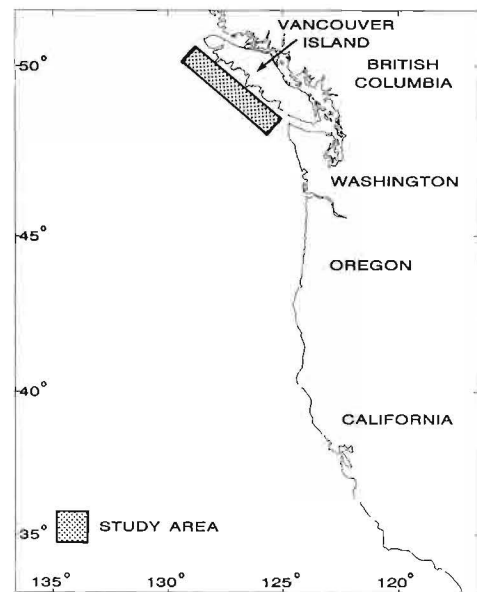 VANCOUVER
ISLAND
50°
BRITISH
COLUMBIA
WASHINGTON
45°
OREGON
40°
CALIFORNIA
STUDY AREA
35°
135° 130° 125° 120°